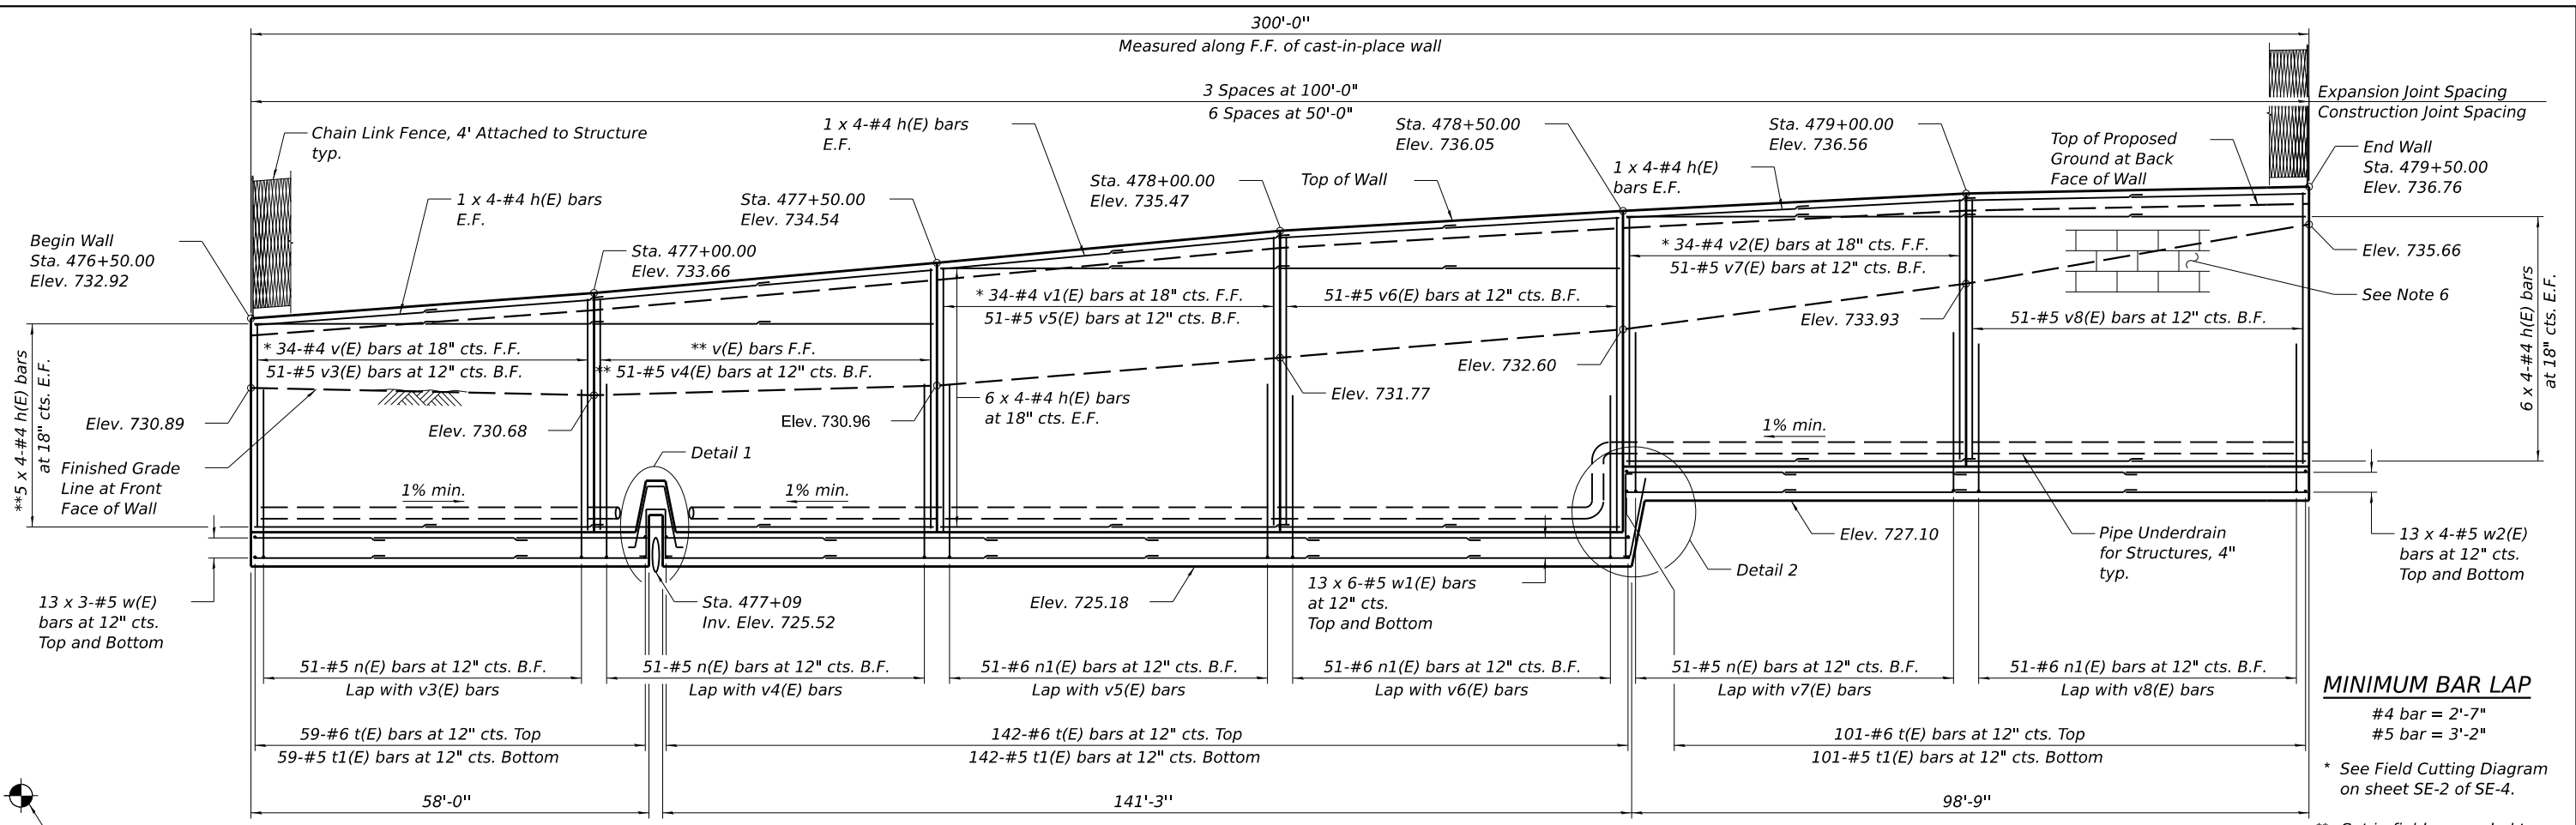 300'-0"
Measured along F.F. of cast-in-place wall
3 Spaces at 100'-0"
6 Spaces at 50'-0"
Expansion Joint Spacing
Construction Joint Spacing
Chain Link Fence, 4' Attached to Structure
typ.
1 x 4-#4 h(E) bars
E.F.
Sta. 478+50.00
Elev. 736.05
Sta. 479+00.00
Elev. 736.56
Top of Proposed
Ground at Back
Face of Wall
End Wall
Sta. 479+50.00
Elev. 736.76
1 x 4-#4 h(E) bars
E.F.
Sta. 477+50.00
Elev. 734.54
Sta. 478+00.00
Elev. 735.47
Top of Wall
1 x 4-#4 h(E)
bars E.F.
Begin Wall
Sta. 476+50.00
Elev. 732.92
Sta. 477+00.00
Elev. 733.66
* 34-#4 v2(E) bars at 18" cts. F.F.
51-#5 v7(E) bars at 12" cts. B.F.
Elev. 735.66
See Note 6
* 34-#4 v1(E) bars at 18" cts. F.F.
51-#5 v5(E) bars at 12" cts. B.F.
51-#5 v6(E) bars at 12" cts. B.F.
Elev. 733.93
51-#5 v8(E) bars at 12" cts. B.F.
6 x 4-#4 h(E) bars
at 18" cts. E.F.
**5 x 4-#4 h(E) bars
at 18" cts. E.F.
* 34-#4 v(E) bars at 18" cts. F.F.
51-#5 v3(E) bars at 12" cts. B.F.
** v(E) bars F.F.
** 51-#5 v4(E) bars at 12" cts. B.F.
Elev. 732.60
Elev. 731.77
6 x 4-#4 h(E) bars
at 18" cts. E.F.
Elev. 730.89
Elev. 730.68
Elev. 730.96
Finished Grade
Line at Front
Face of Wall
Detail 1
1% min.
1% min.
1% min.
Elev. 727.10
Pipe Underdrain
for Structures, 4"
typ.
13 x 4-#5 w2(E)
bars at 12" cts.
Top and Bottom
Detail 2
13 x 3-#5 w(E)
bars at 12" cts.
Top and Bottom
Sta. 477+09
Inv. Elev. 725.52
Elev. 725.18
13 x 6-#5 w1(E) bars
at 12" cts.
Top and Bottom
51-#5 n(E) bars at 12" cts. B.F.
Lap with v3(E) bars
51-#5 n(E) bars at 12" cts. B.F.
Lap with v4(E) bars
51-#6 n1(E) bars at 12" cts. B.F.
Lap with v5(E) bars
51-#6 n1(E) bars at 12" cts. B.F.
Lap with v6(E) bars
51-#5 n(E) bars at 12" cts. B.F.
Lap with v7(E) bars
51-#6 n1(E) bars at 12" cts. B.F.
Lap with v8(E) bars
MINIMUM BAR LAP
#4 bar = 2'-7"
#5 bar = 3'-2"
59-#6 t(E) bars at 12" cts. Top
59-#5 t1(E) bars at 12" cts. Bottom
142-#6 t(E) bars at 12" cts. Top
142-#5 t1(E) bars at 12" cts. Bottom
101-#6 t(E) bars at 12" cts. Top
101-#5 t1(E) bars at 12" cts. Bottom
* See Field Cutting Diagram
on sheet SE-2 of SE-4.
58'-0"
141'-3"
98'-9"